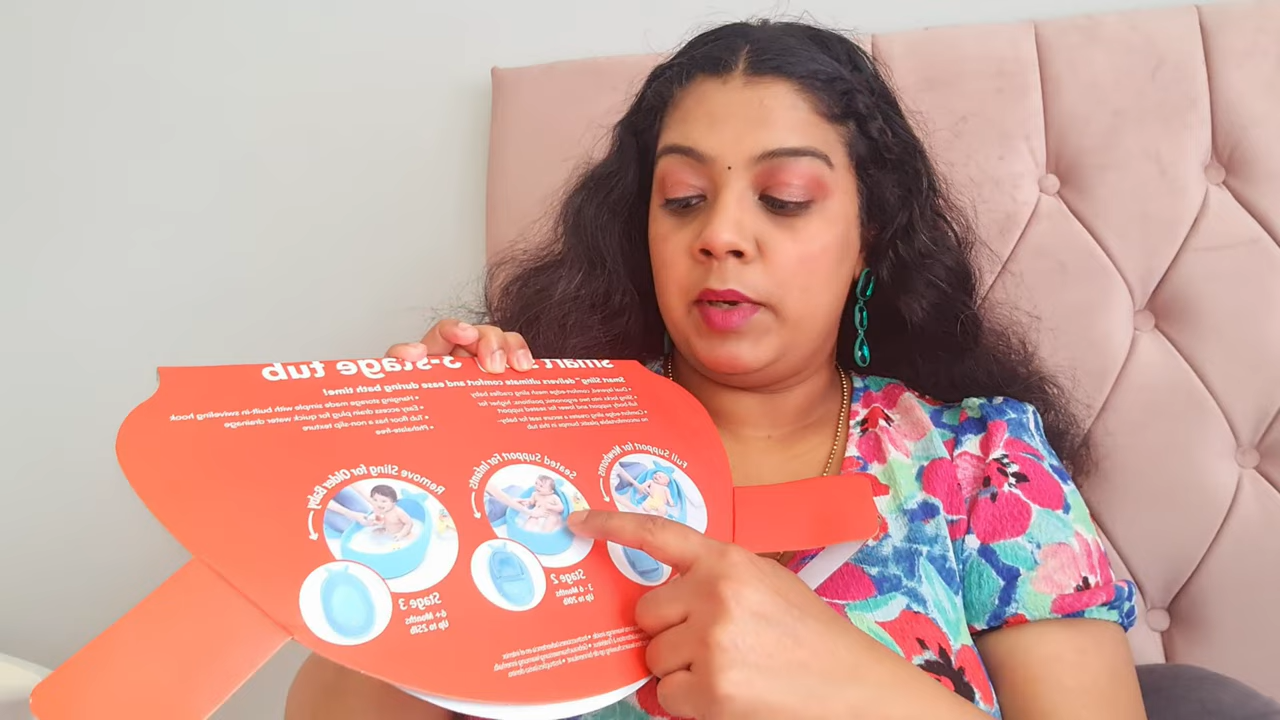 smart 3-stage tub
Smart Sling™ delivers ultimate comfort and ease during bath time!
• Dual layered, comfort edge mesh sling cradles baby
• Sling locks into two ergonomic positions, higher for
full body support and lower for seated support
• Comfort edge sling creates a secure seat for baby-
no uncomfortable plastic bumps in this tub
• Hanging storage made simple with built-in swiveling hook
• Easy access drain plug for quick water drainage
• Tub floor has a non-slip texture
• Phthalate-free
Full Support for Newborns
Seated Support For Infants
Stage 2
3-6 Months
Up to 20lb
Remove Sling for Older Baby
Stage 3
6+ Months
Up to 25lb